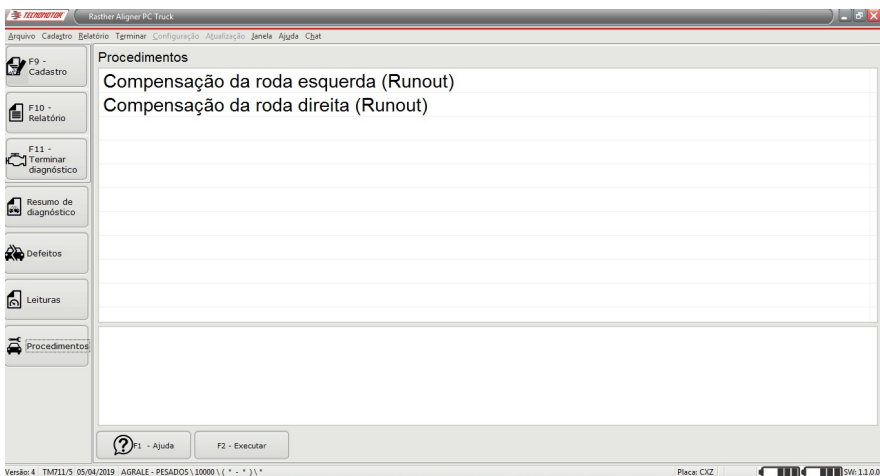 TECNOMOTOR
Rasther Aligner PC Truck
Arquivo Cadastro Relatório Terminar Configuração Atualização Janela Ajuda Chat
F9 -
Cadastro
F10 -
Relatório
F11 -
Terminar
diagnóstico
Resumo de
diagnóstico
Defeitos
Leituras
Procedimentos
Procedimentos
Compensação da roda esquerda (Runout)
Compensação da roda direita (Runout)
F1 - Ajuda
F2 - Executar
Versão: 4 TM711/5 05/04/2019 AGRALE - PESADOS \ 10000 \ ( * - * ) \ * Placa: CXZ SW: 1.1.0.0